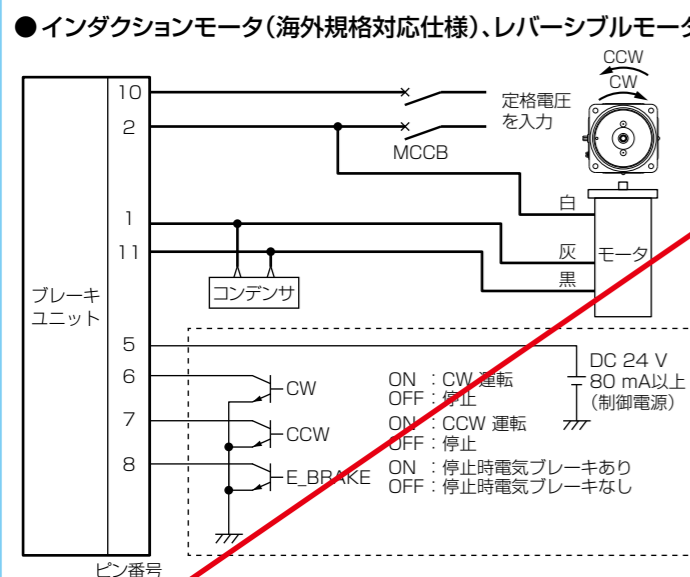 ●インダクションモータ(海外規格対応仕様)、レバーシブルモータ
CCW
CW
10
定格電圧
を入力
2
MCCB
白
1
灰
モータ
11
黒
コンデンサ
ブレーキ
ユニット
5
DC 24 V
80 mA以上
(制御電源)
6
CW
ON :CW 運転
OFF:停止
7
CCW
ON :CCW 運転
OFF:停止
8
E_BRAKE
ON :停止時電気ブレーキあり
OFF:停止時電気ブレーキなし
ピン番号